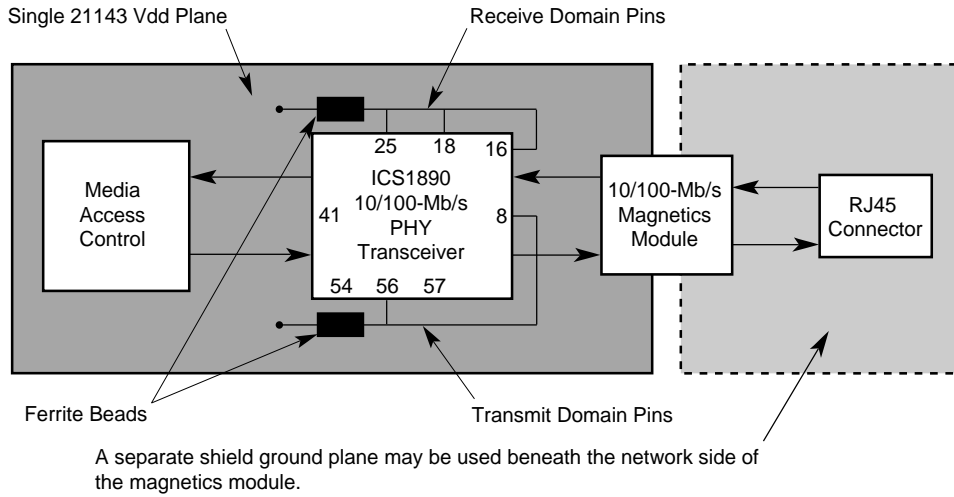 Single 21143 Vdd Plane
Receive Domain Pins
25
18
16
ICS1890
10/100-Mb/s
PHY
Transceiver
41
8
54
56
57
Media
Access
Control
10/100-Mb/s
Magnetics
Module
RJ45
Connector
Ferrite Beads
Transmit Domain Pins
A separate shield ground plane may be used beneath the network side of
the magnetics module.